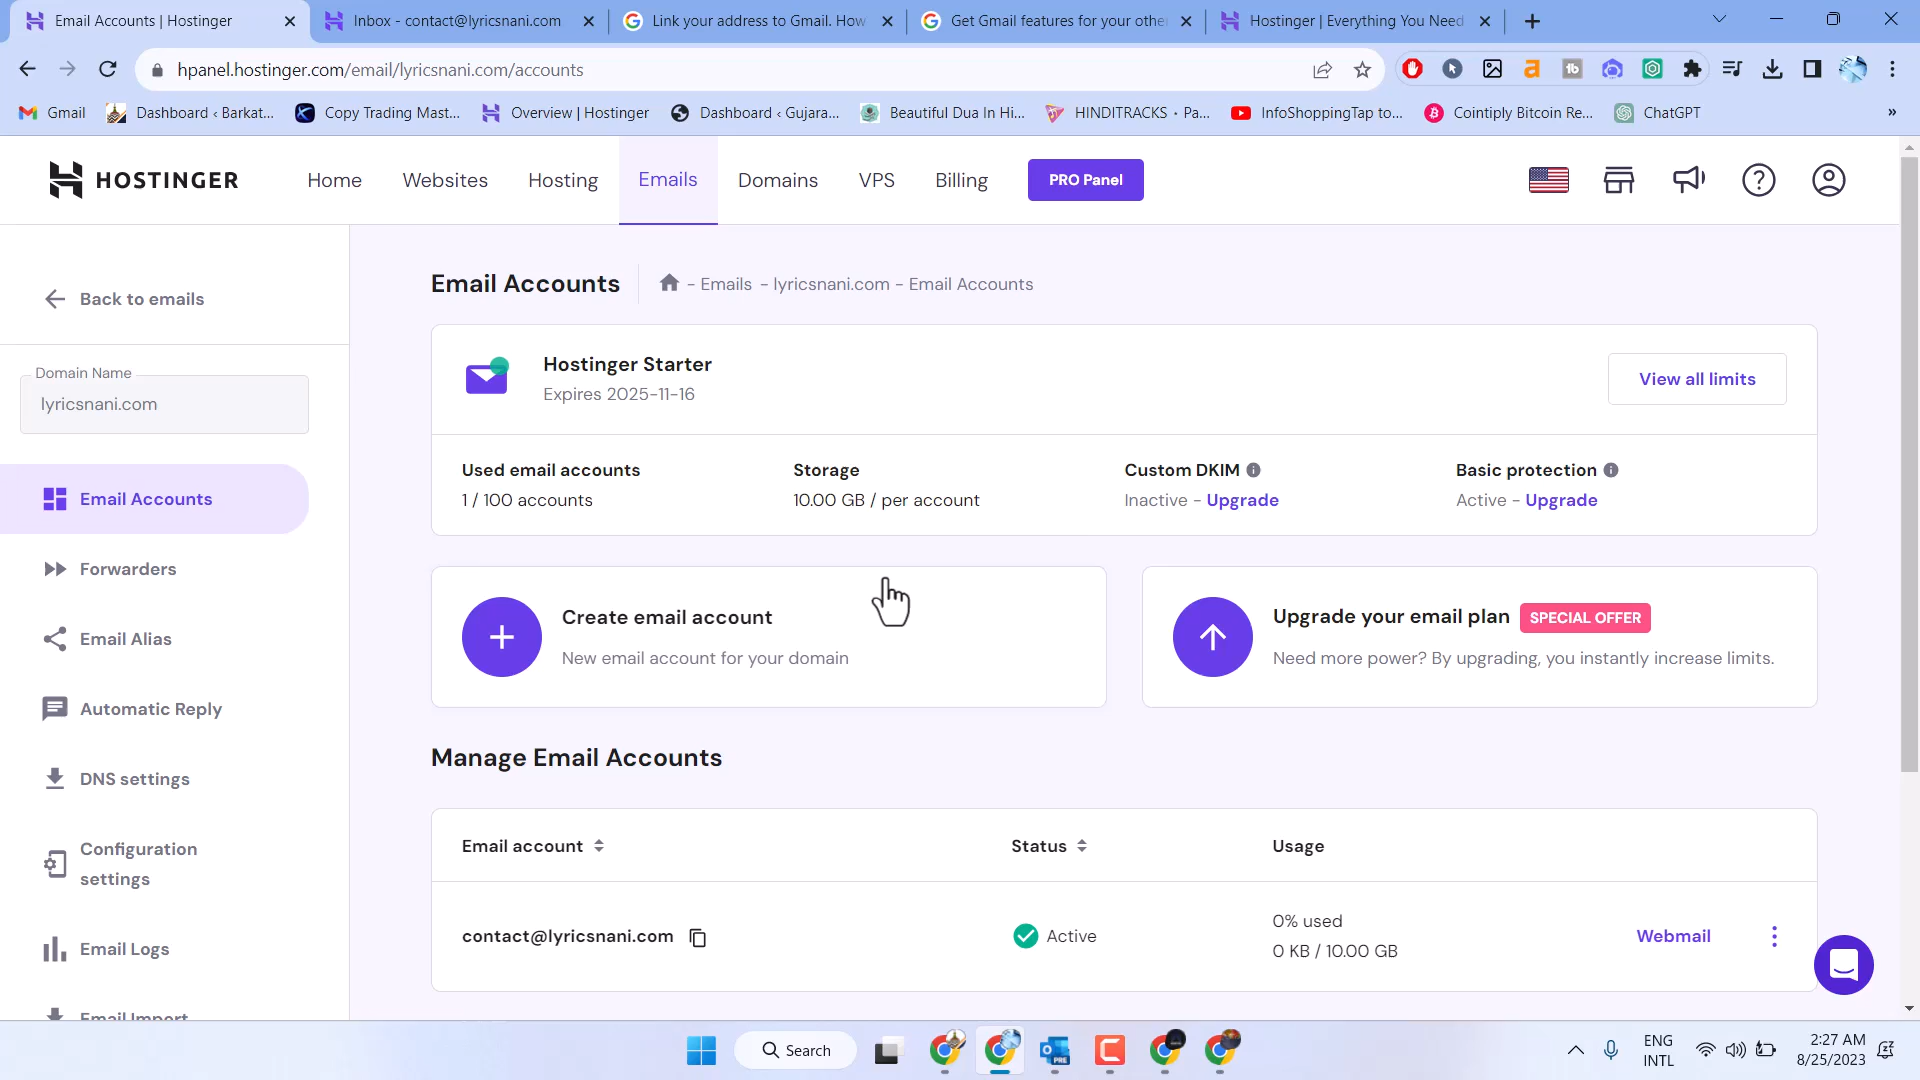 Email Accounts | Hostinger
Inbox - contact@lyricsnani.com
Link your address to Gmail. How
Get Gmail features for your othe
Hostinger | Everything You Need
hpanel.hostinger.com/email/lyricsnani.com/accounts
Gmail
Dashboard ‹ Barkat...
Copy Trading Mast...
Overview | Hostinger
Dashboard ‹ Gujara...
Beautiful Dua In Hi...
HINDITRACKS • Pa...
InfoShoppingTap to...
Cointiply Bitcoin Re...
ChatGPT
»
HOSTINGER
Home
Websites
Hosting
Emails
Domains
VPS
Billing
PRO Panel
Back to emails
Domain Name
lyricsnani.com
Email Accounts
Forwarders
Email Alias
Automatic Reply
DNS settings
Configuration
settings
Email Logs
Email Import
Email Accounts
- Emails - lyricsnani.com - Email Accounts
Hostinger Starter
Expires 2025-11-16
View all limits
Used email accounts
1 / 100 accounts
Storage
10.00 GB / per account
Custom DKIM
Inactive - Upgrade
Basic protection
Active - Upgrade
Create email account
New email account for your domain
Upgrade your email plan
SPECIAL OFFER
Need more power? By upgrading, you instantly increase limits.
Manage Email Accounts
Email account
Status
Usage
contact@lyricsnani.com
Active
0% used
0 KB / 10.00 GB
Webmail
Search
PRE
ENG
INTL
2:27 AM
8/25/2023